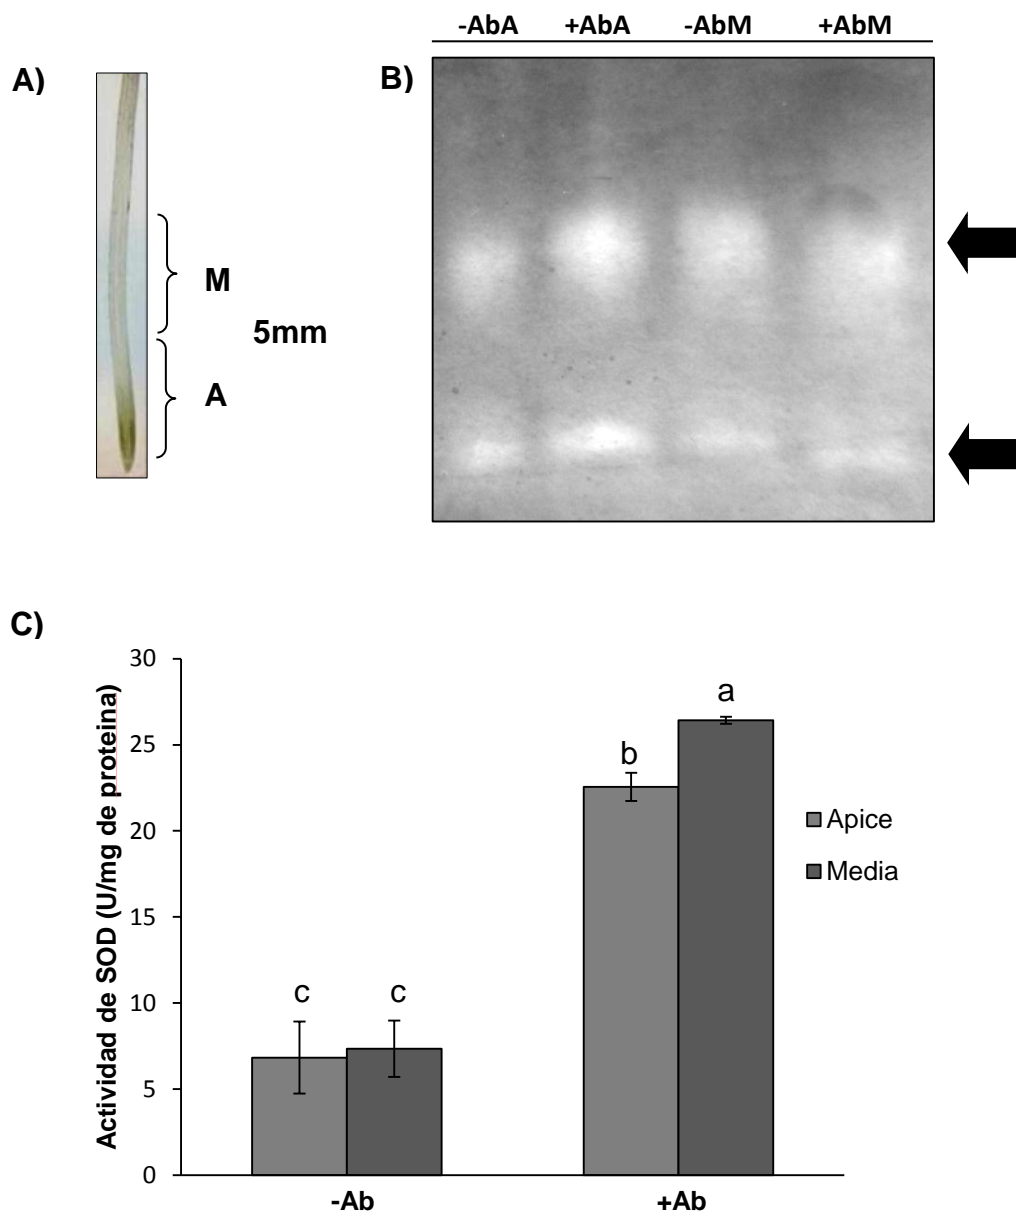 -AbA +AbA -AbM +AbM
A)
B)
M
5mm
A
C)
Actividad de SOD (U/mg de proteina)
30
25
20
15
10
5
0
c c b a
Apice
Media
-Ab +Ab